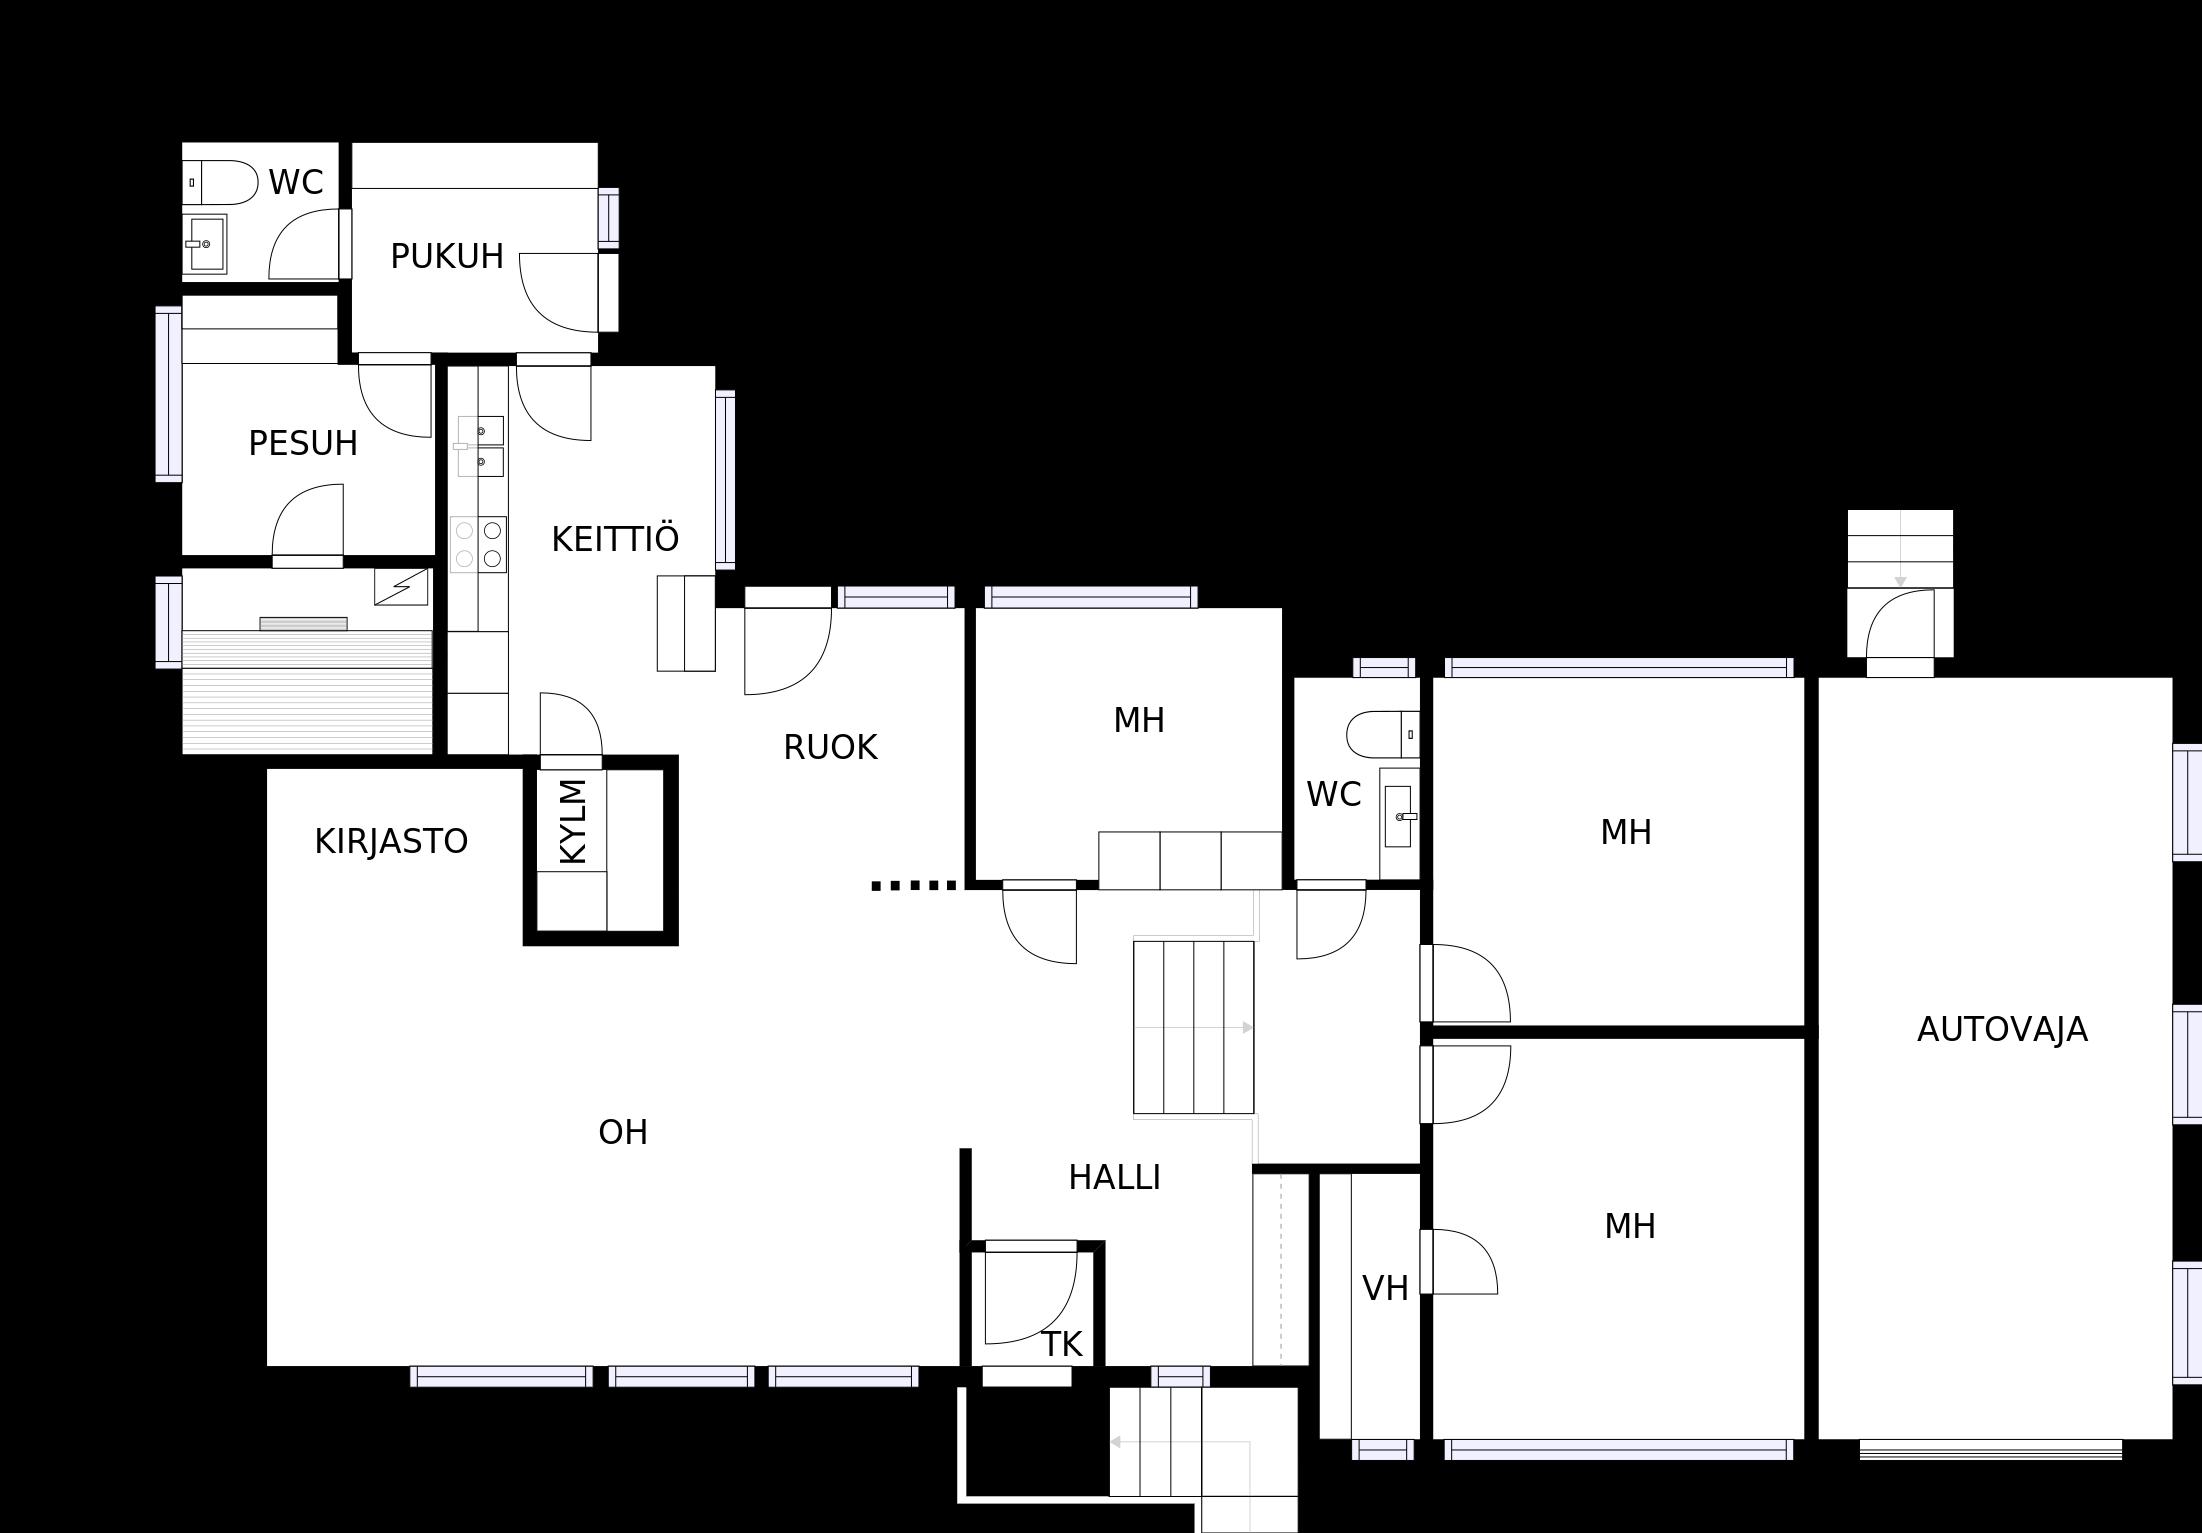 WC
PUKUH
PESUH
KEITTIÖ
RUOK
MH
WC
MH
KYLM
KIRJASTO
AUTOVAJA
OH
HALLI
MH
VH
TK